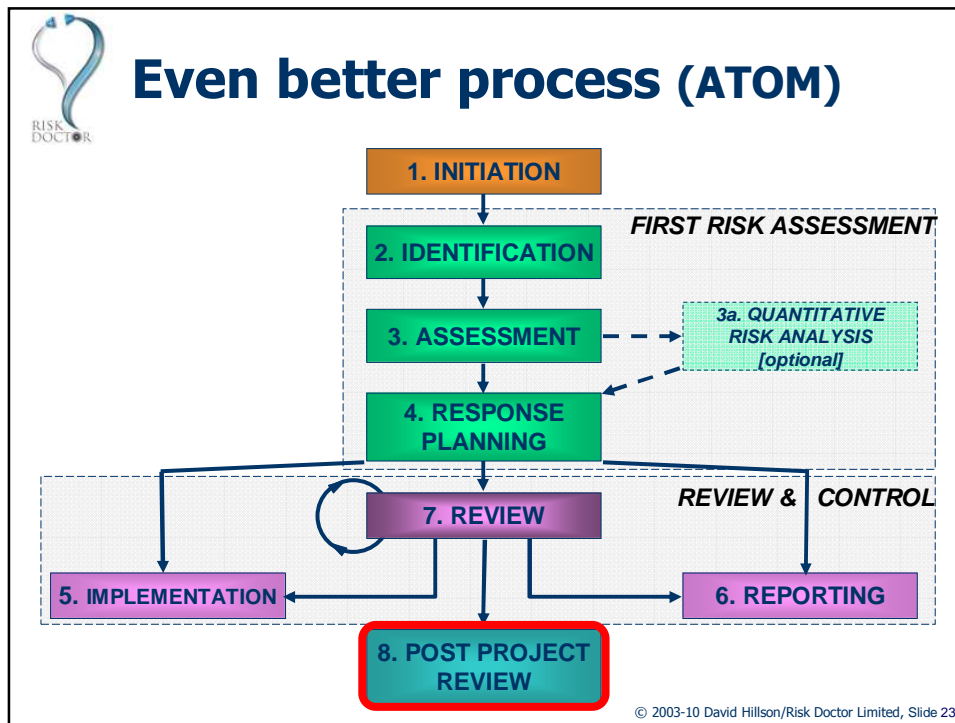 RISK
DOCTOR
Even better process (ATOM)
1. INITIATION
FIRST RISK ASSESSMENT
2. IDENTIFICATION
3. ASSESSMENT
3a. QUANTITATIVE
RISK ANALYSIS
[optional]
4. RESPONSE
PLANNING
REVIEW & CONTROL
7. REVIEW
5. IMPLEMENTATION
6. REPORTING
8. POST PROJECT
REVIEW
© 2003-10 David Hillson/Risk Doctor Limited, Slide 23